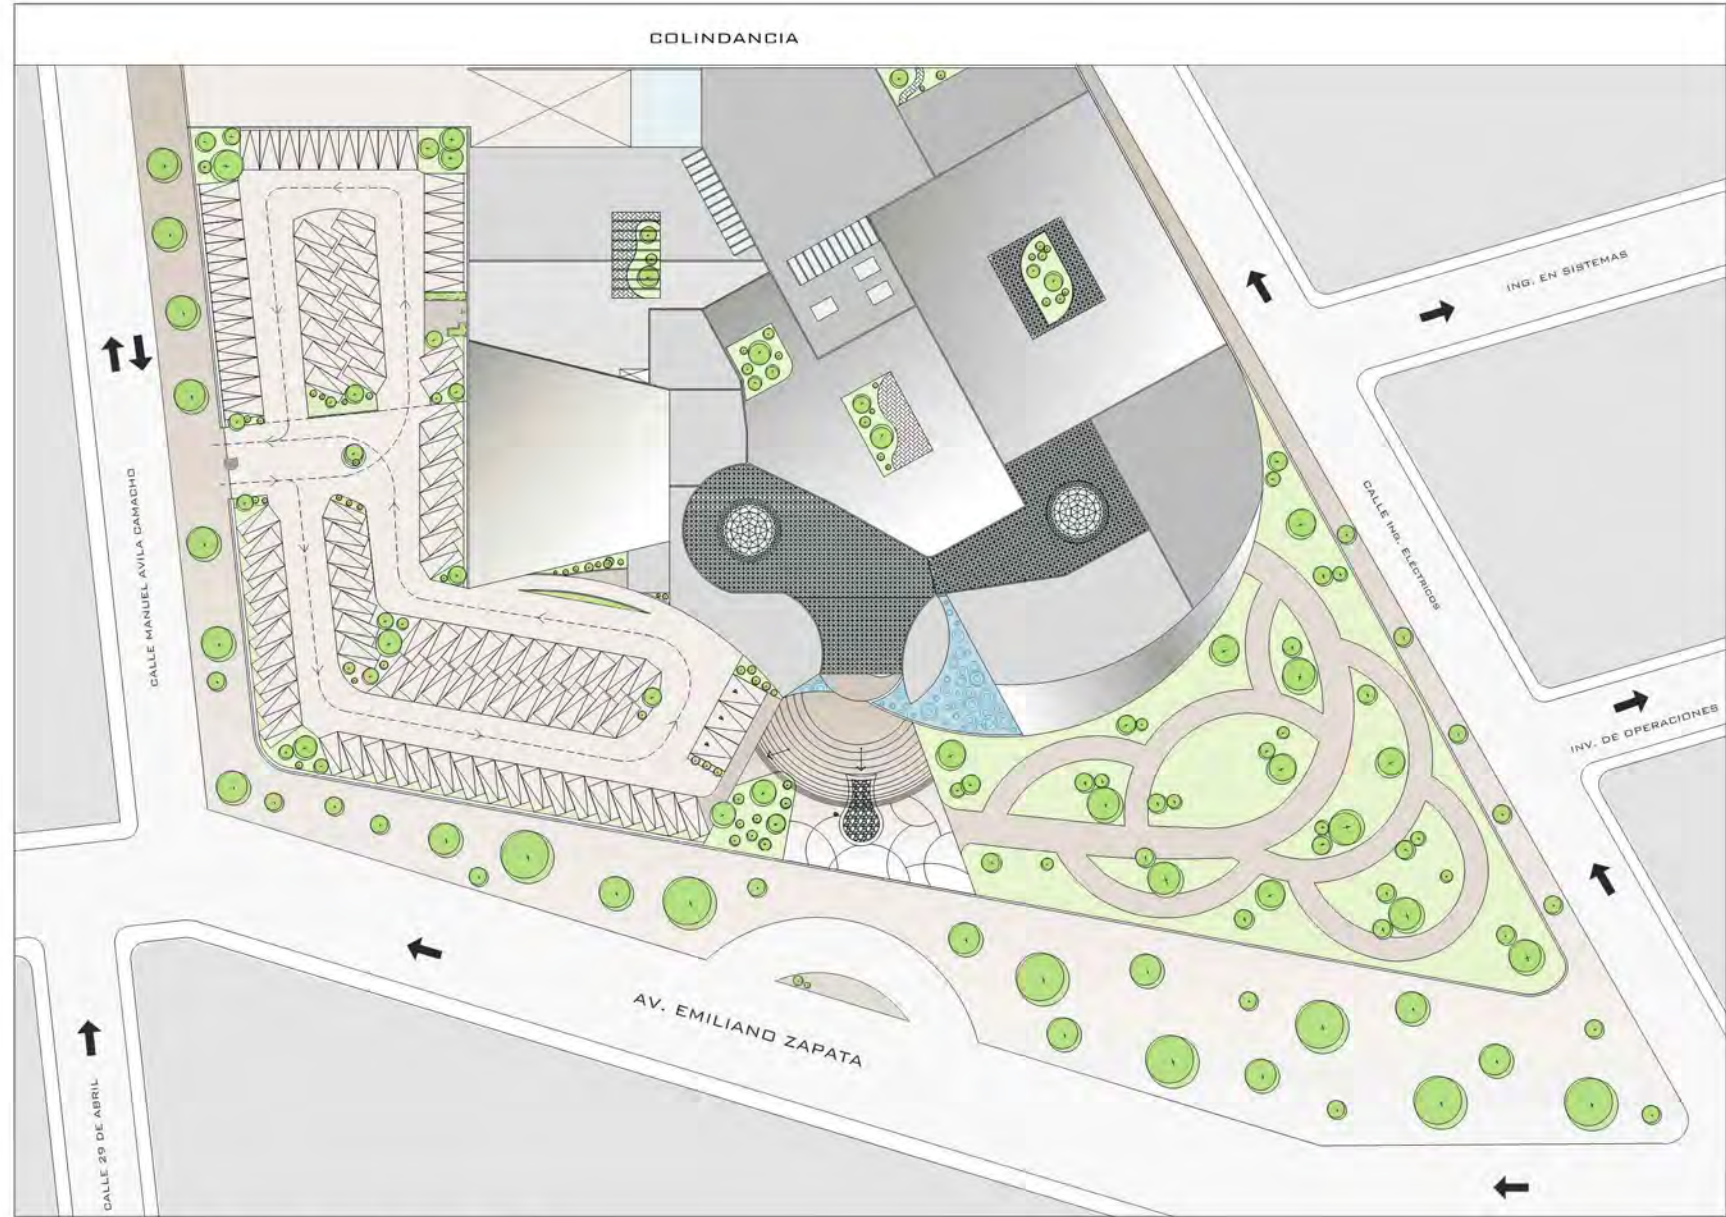 COLINDANCIA
ING. EN SISTEMAS
CALLE MANUEL AVILA CAMACHO
CALLE ING. ELÉCTRICOS
INV. DE OPERACIONES
AV. EMILIANO ZAPATA
CALLE 29 DE ABRIL